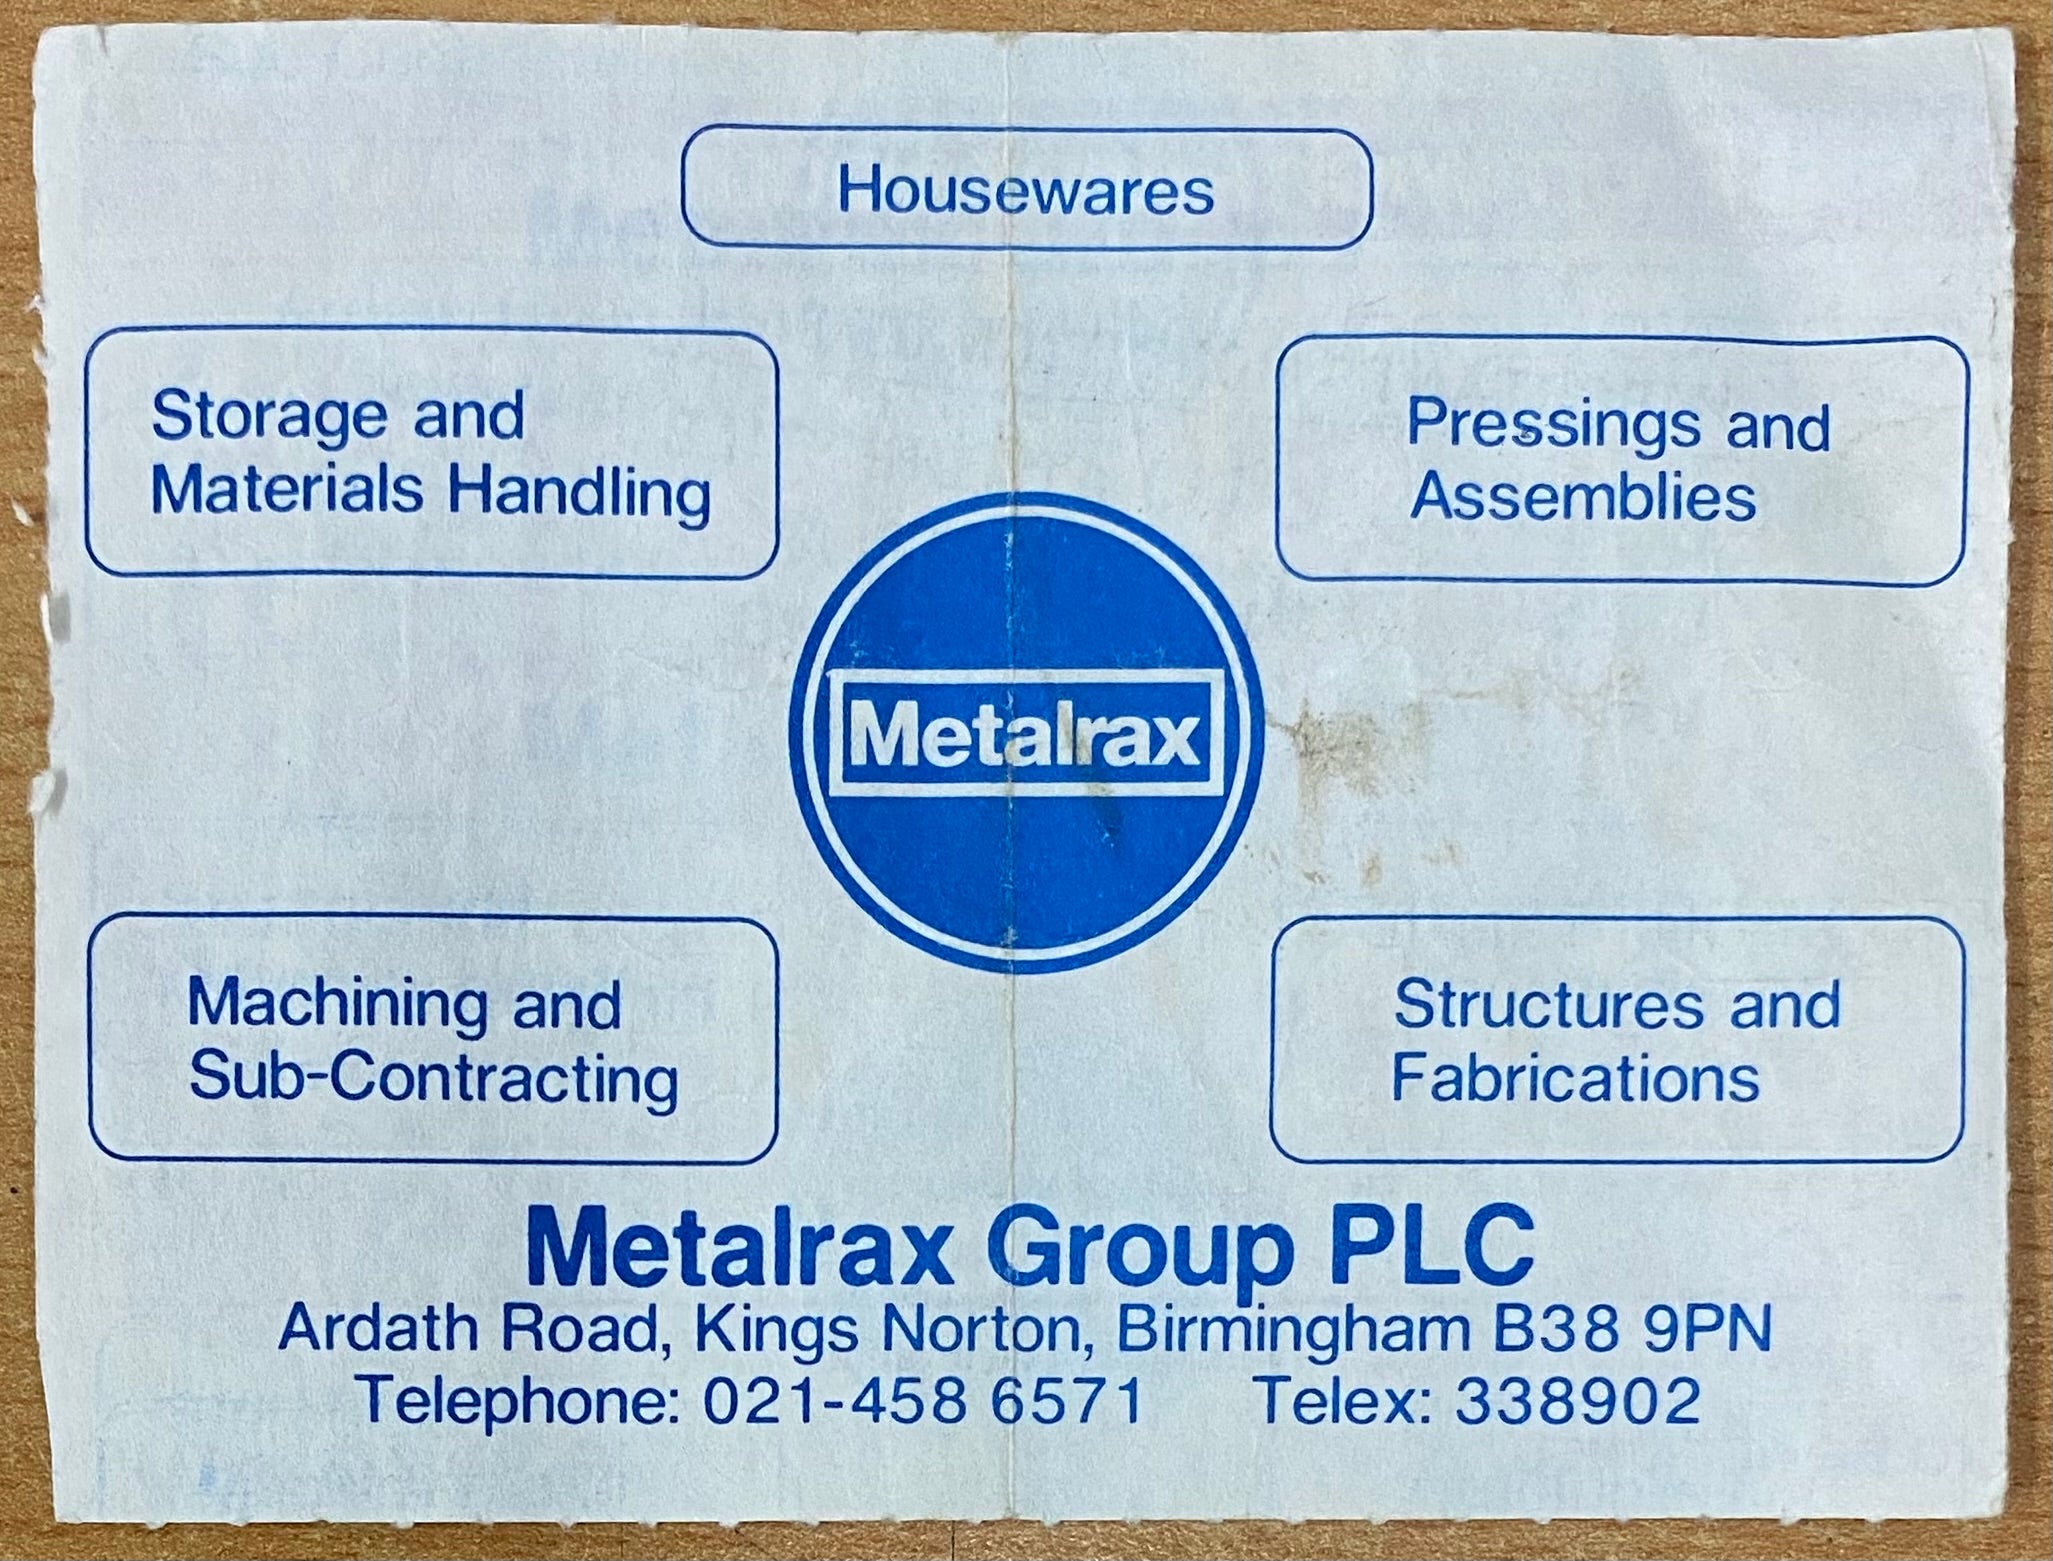 Housewares
Storage and
Materials Handling
Pressings and
Assemblies
Metalrax
Machining and
Sub-Contracting
Structures and
Fabrications
Metalrax Group PLC
Ardath Road, Kings Norton, Birmingham B38 9PN
Telephone: 021-458 6571 Telex: 338902